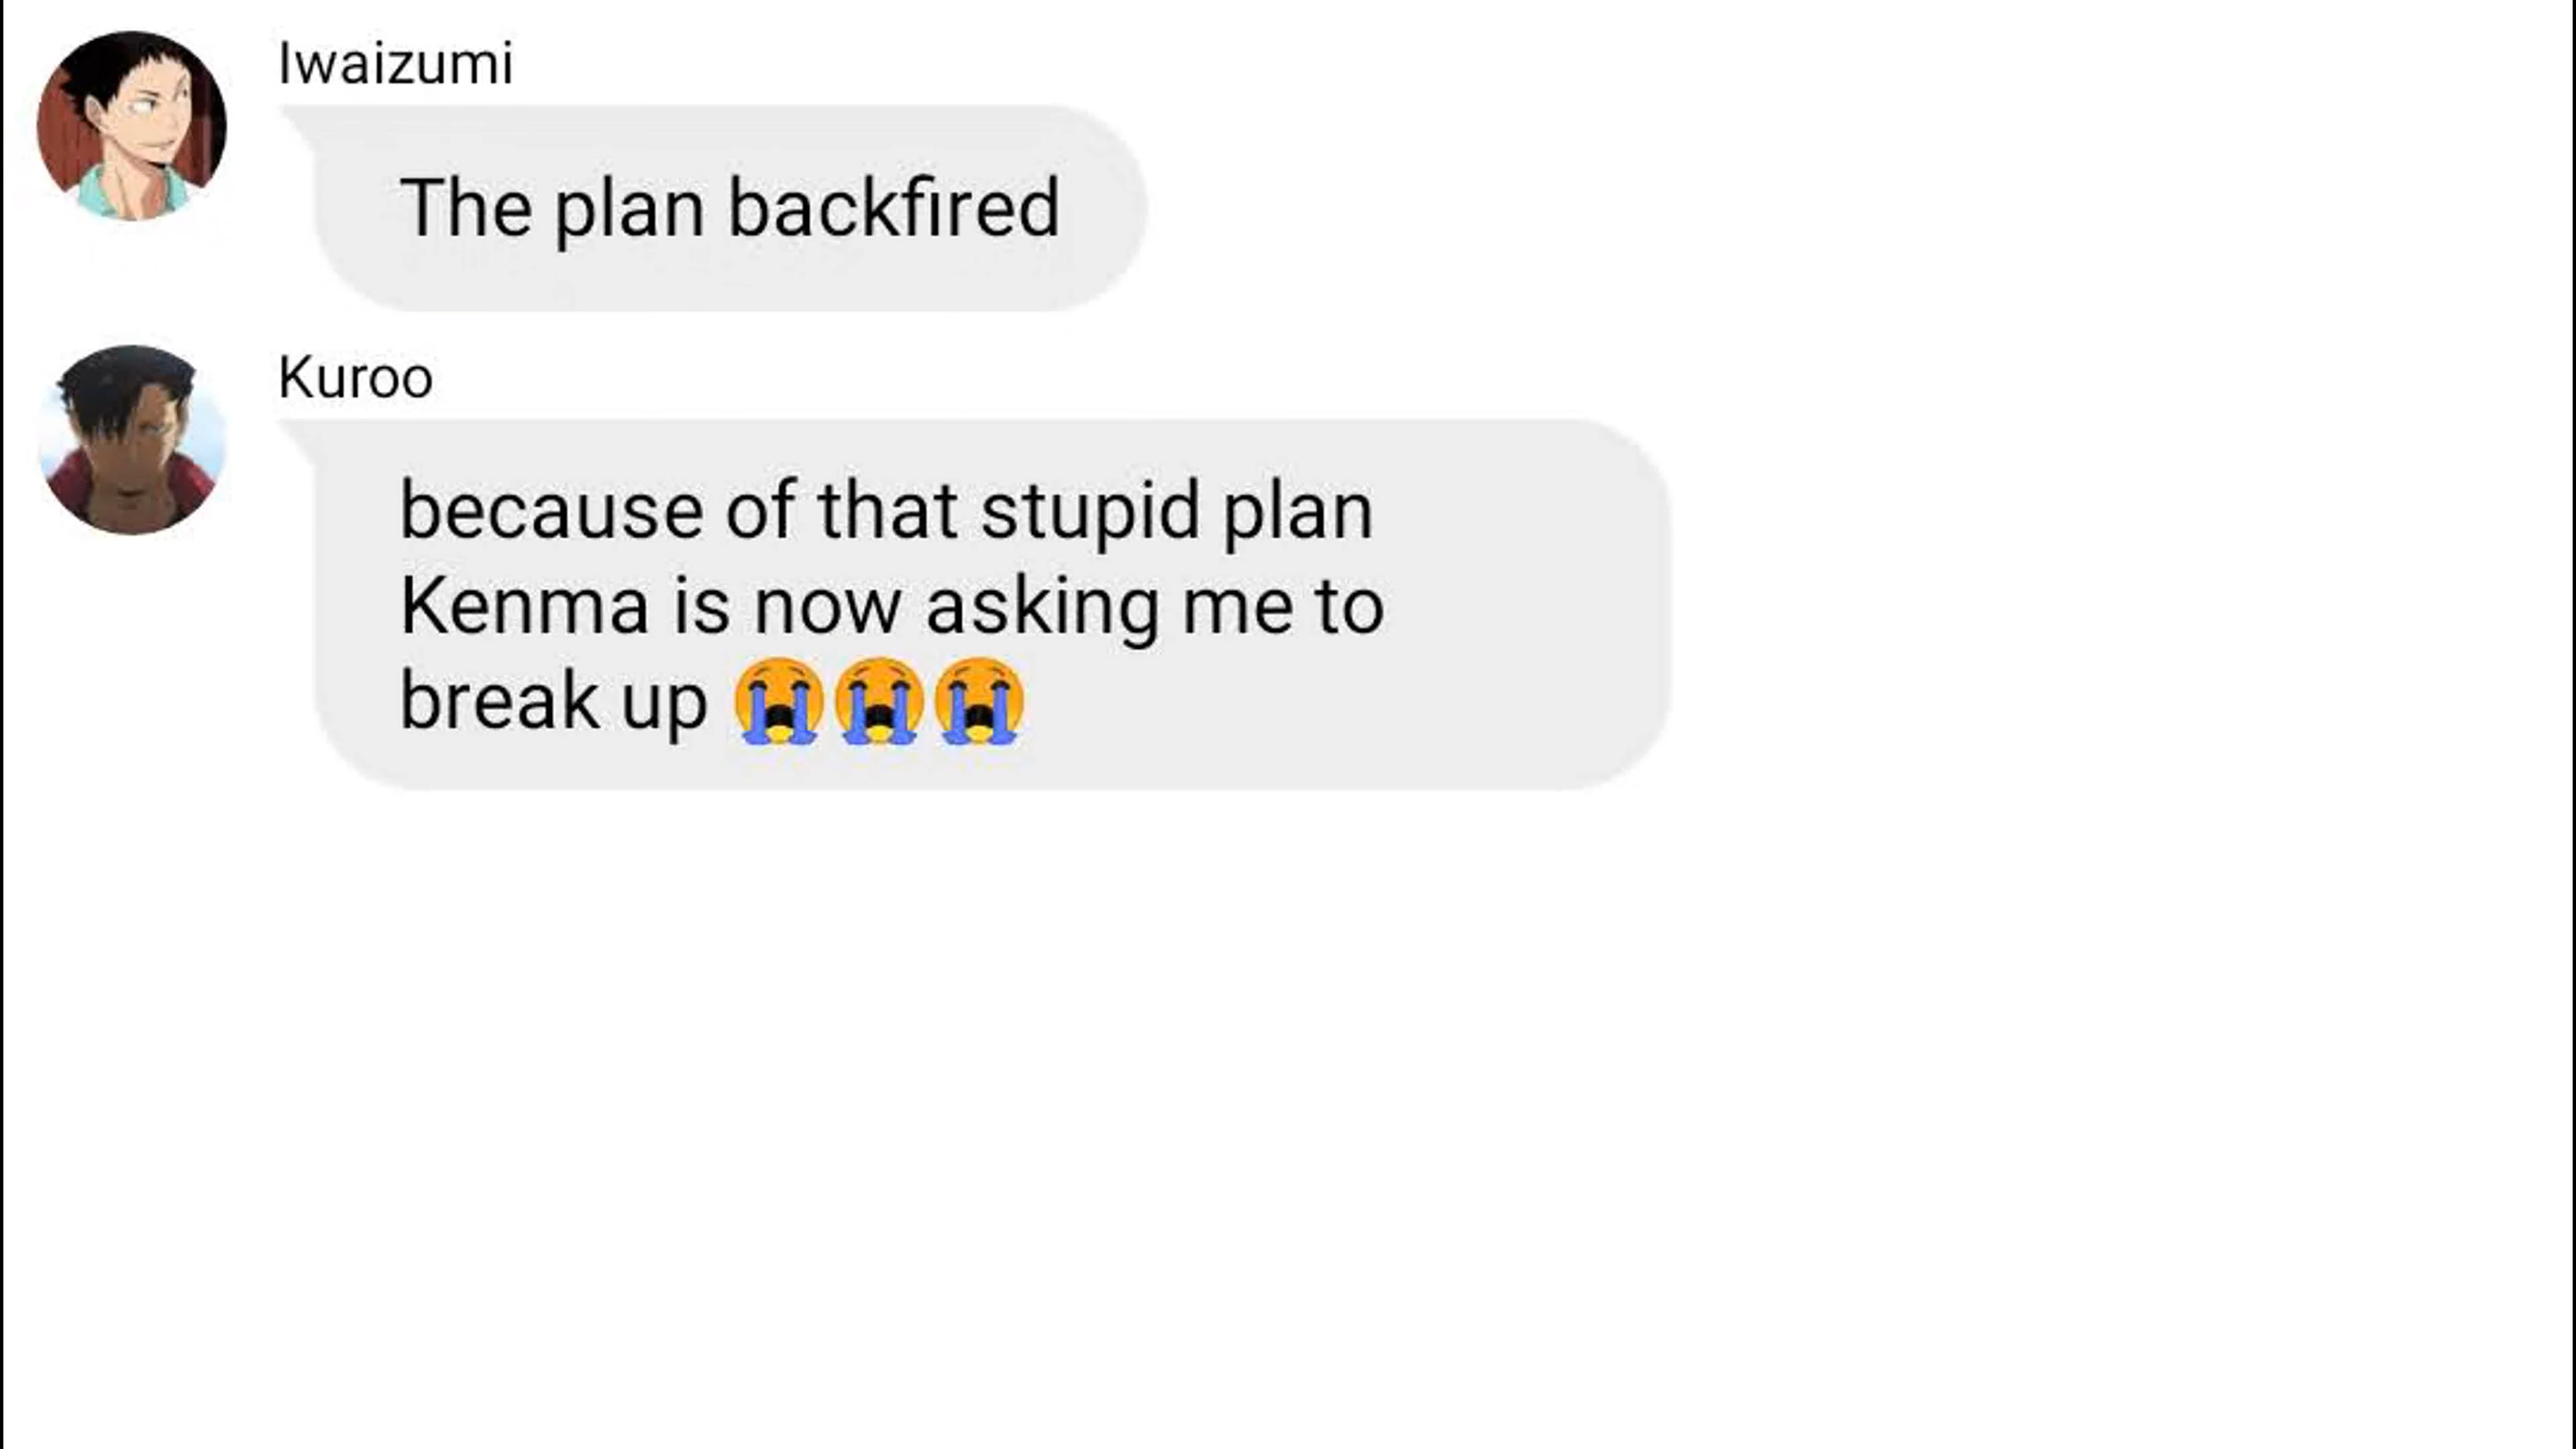 Iwaizumi
The plan backfired
Kuroo
because of that stupid plan
Kenma is now asking me to
break up 😭😭😭